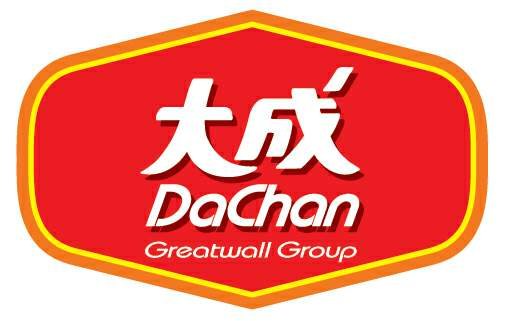 大成
DaChan
Greatwall Group